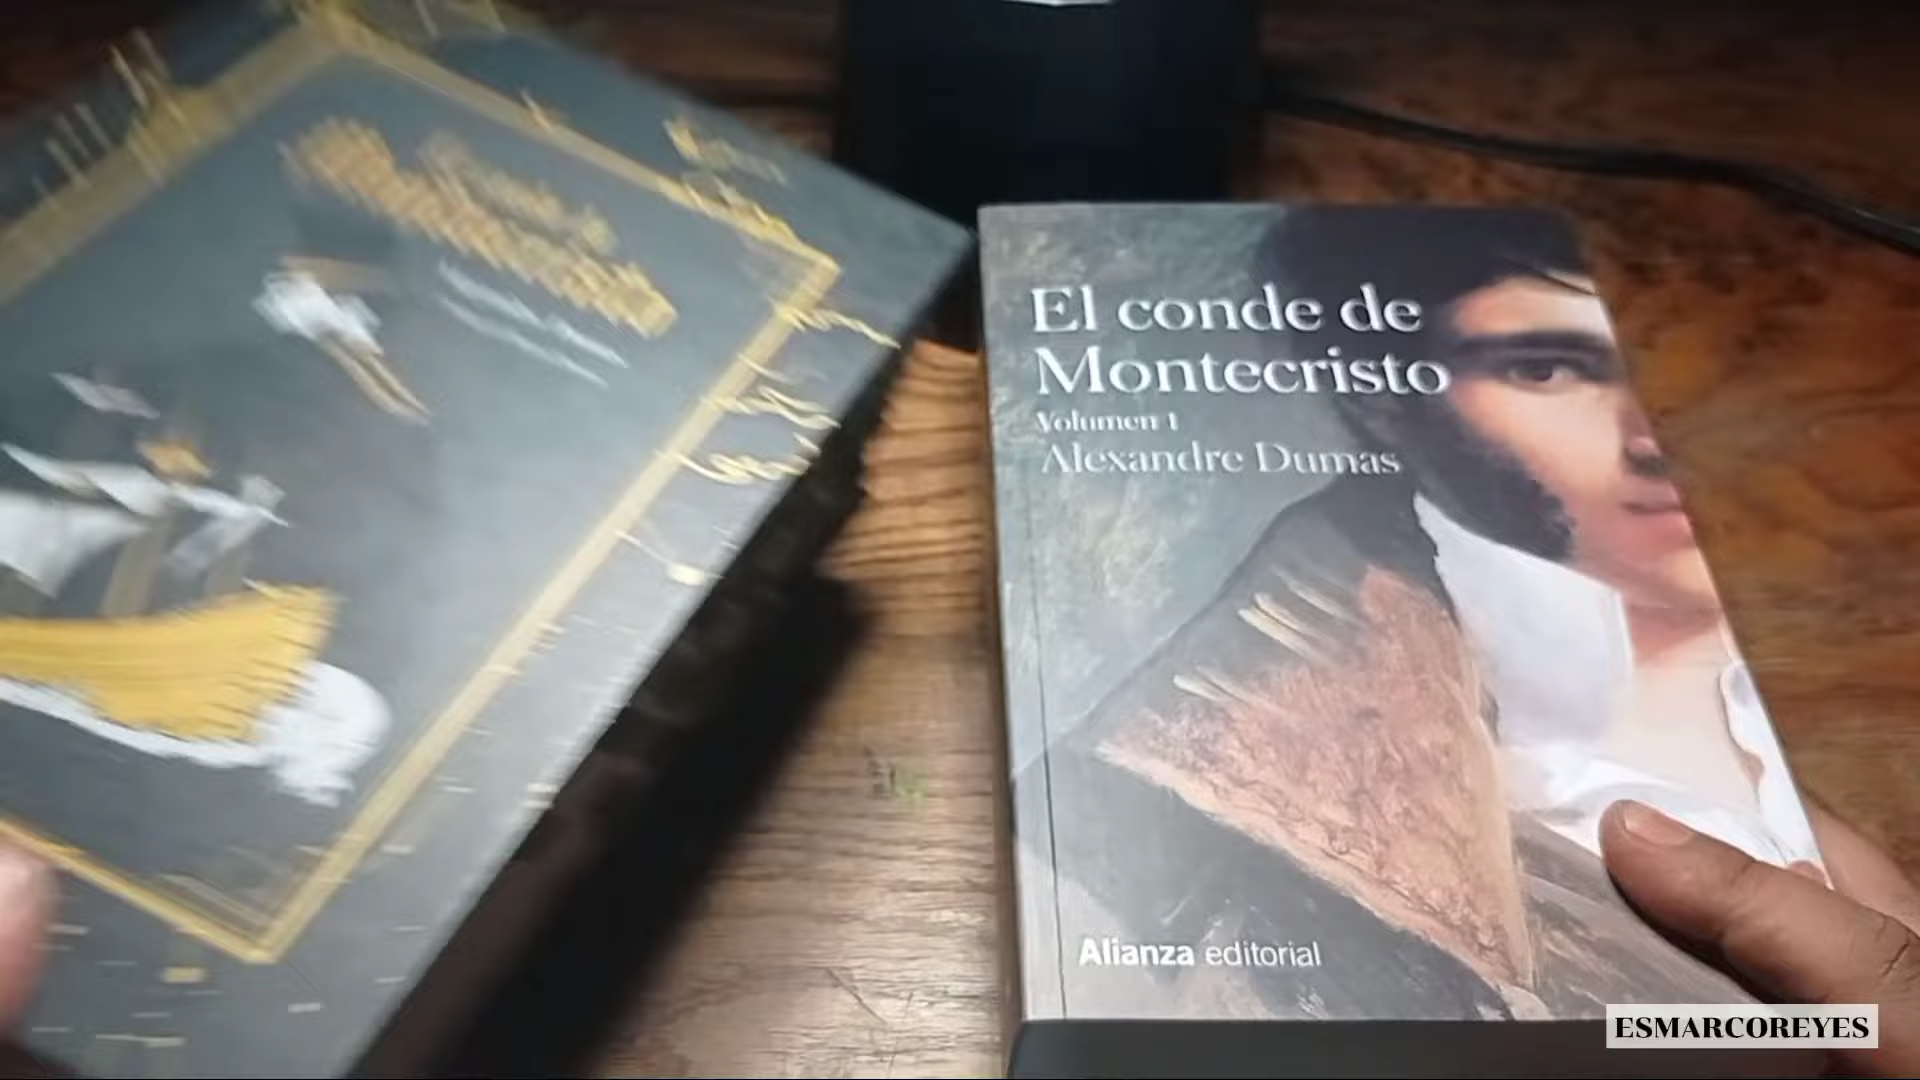 El conde de
Montecristo
Volumen 1
Alexandre Dumas
Alianza editorial
ESMARCOREYES